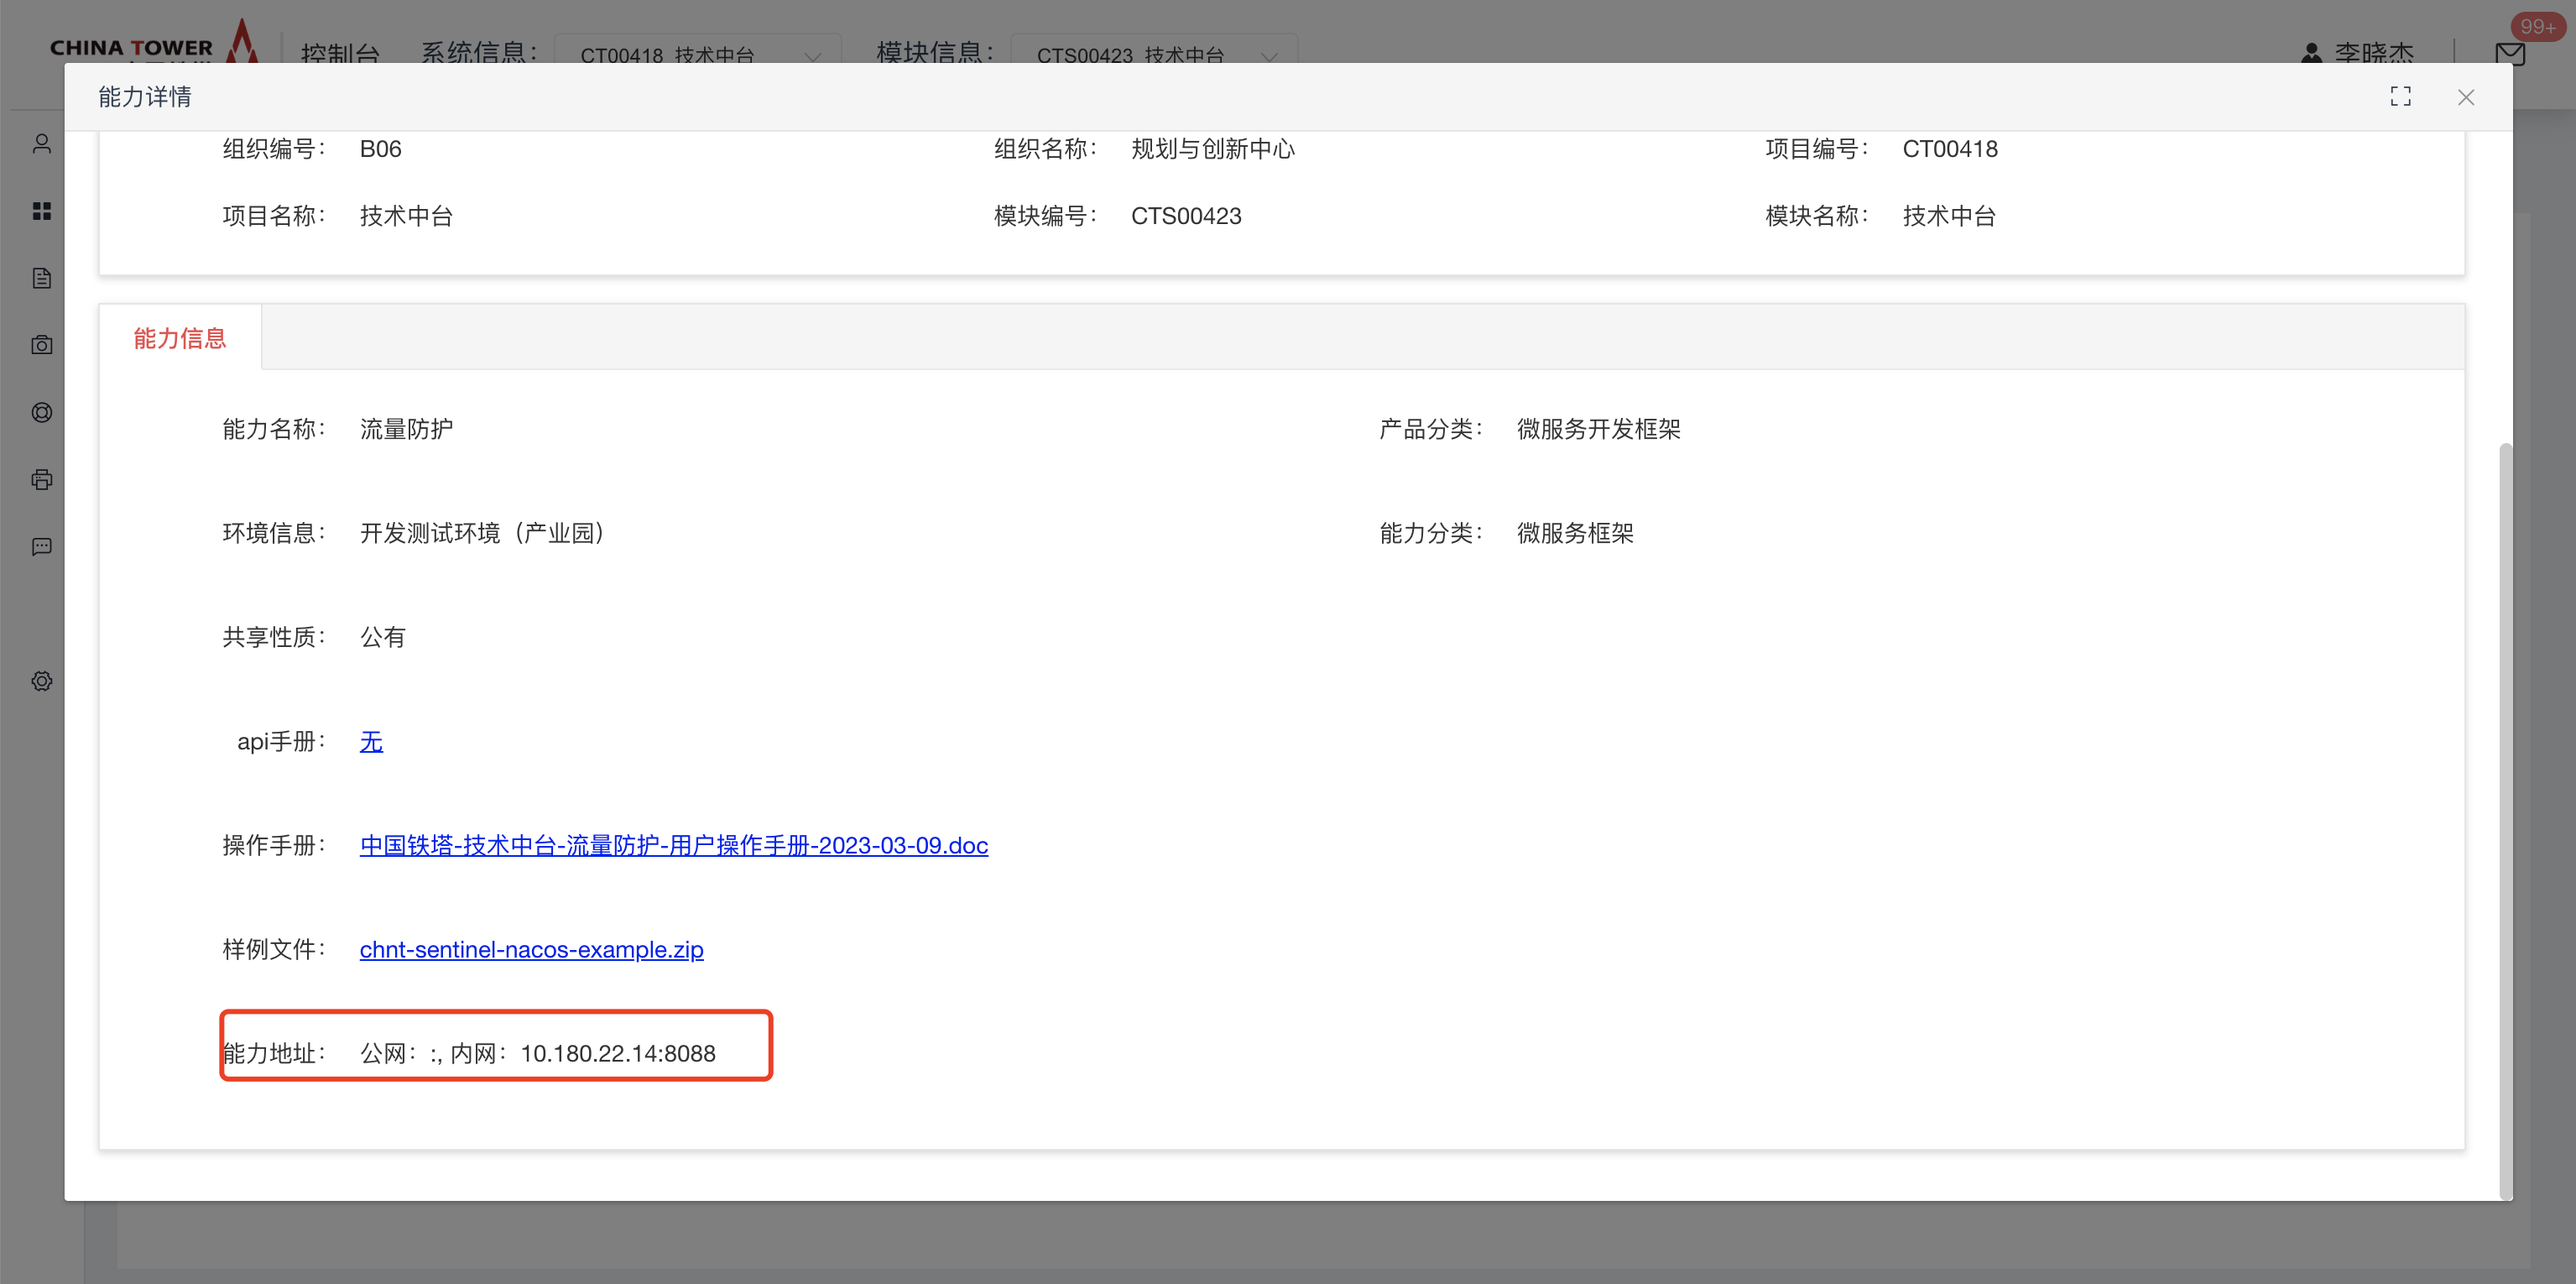 CHINA TOWER
控制台 系统信息： CT00418 技术中台 模块信息： CTS00423 技术中台 李晓杰 99+
能力详情
组织编号： B06 组织名称： 规划与创新中心 项目编号： CT00418
项目名称： 技术中台 模块编号： CTS00423 模块名称： 技术中台
能力信息
能力名称： 流量防护 产品分类： 微服务开发框架
环境信息： 开发测试环境（产业园） 能力分类： 微服务框架
共享性质： 公有
api手册： 无
操作手册： 中国铁塔-技术中台-流量防护-用户操作手册-2023-03-09.doc
样例文件： chnt-sentinel-nacos-example.zip
能力地址： 公网：:, 内网：10.180.22.14:8088